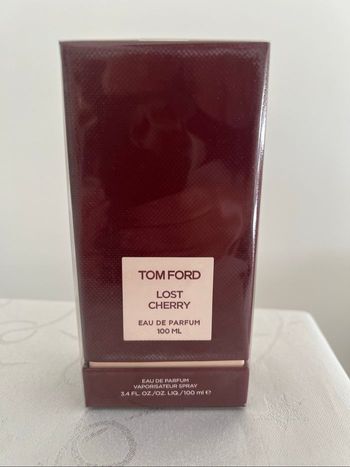 TOM FORD
LOST
CHERRY
EAU DE PARFUM
100 ML
EAU DE PARFUM
VAPORISATEUR SPRAY
3.4 FL. OZ./OZ. LIQ./100 ml ℮